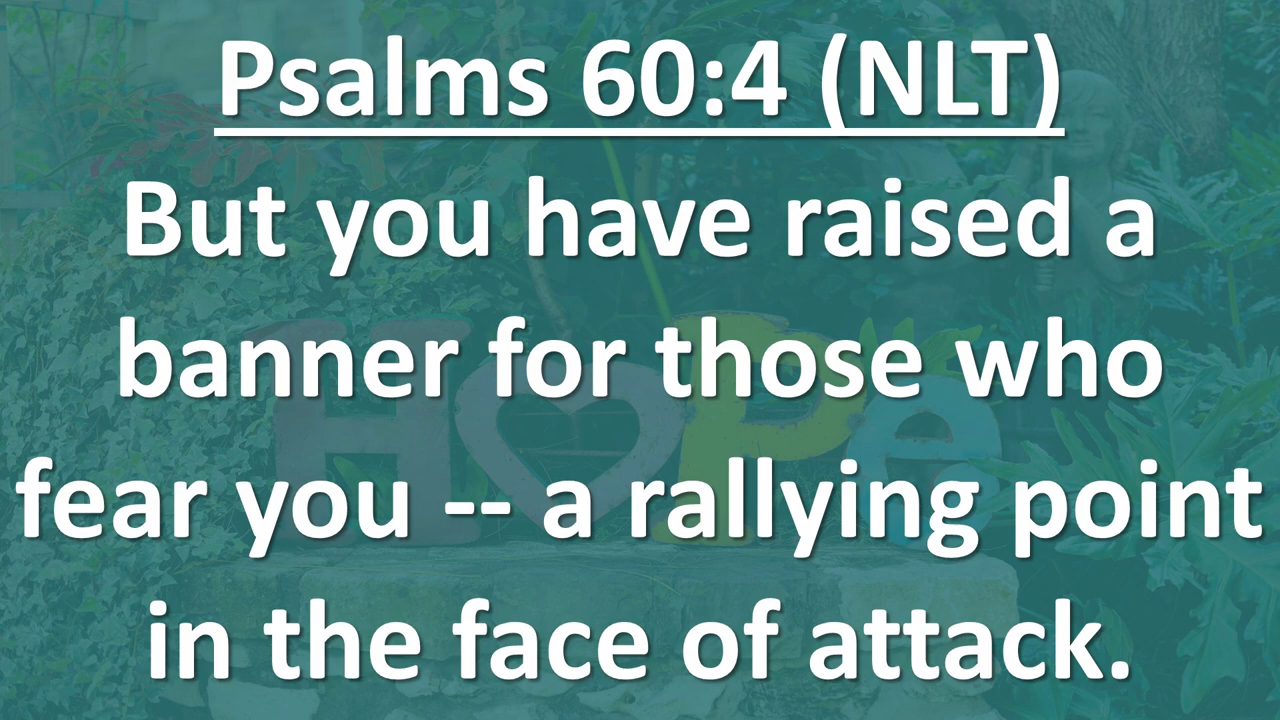 Psalms 60:4 (NLT)
But you have raised a
banner for those who
fear you -- a rallying point
in the face of attack.
HOPe